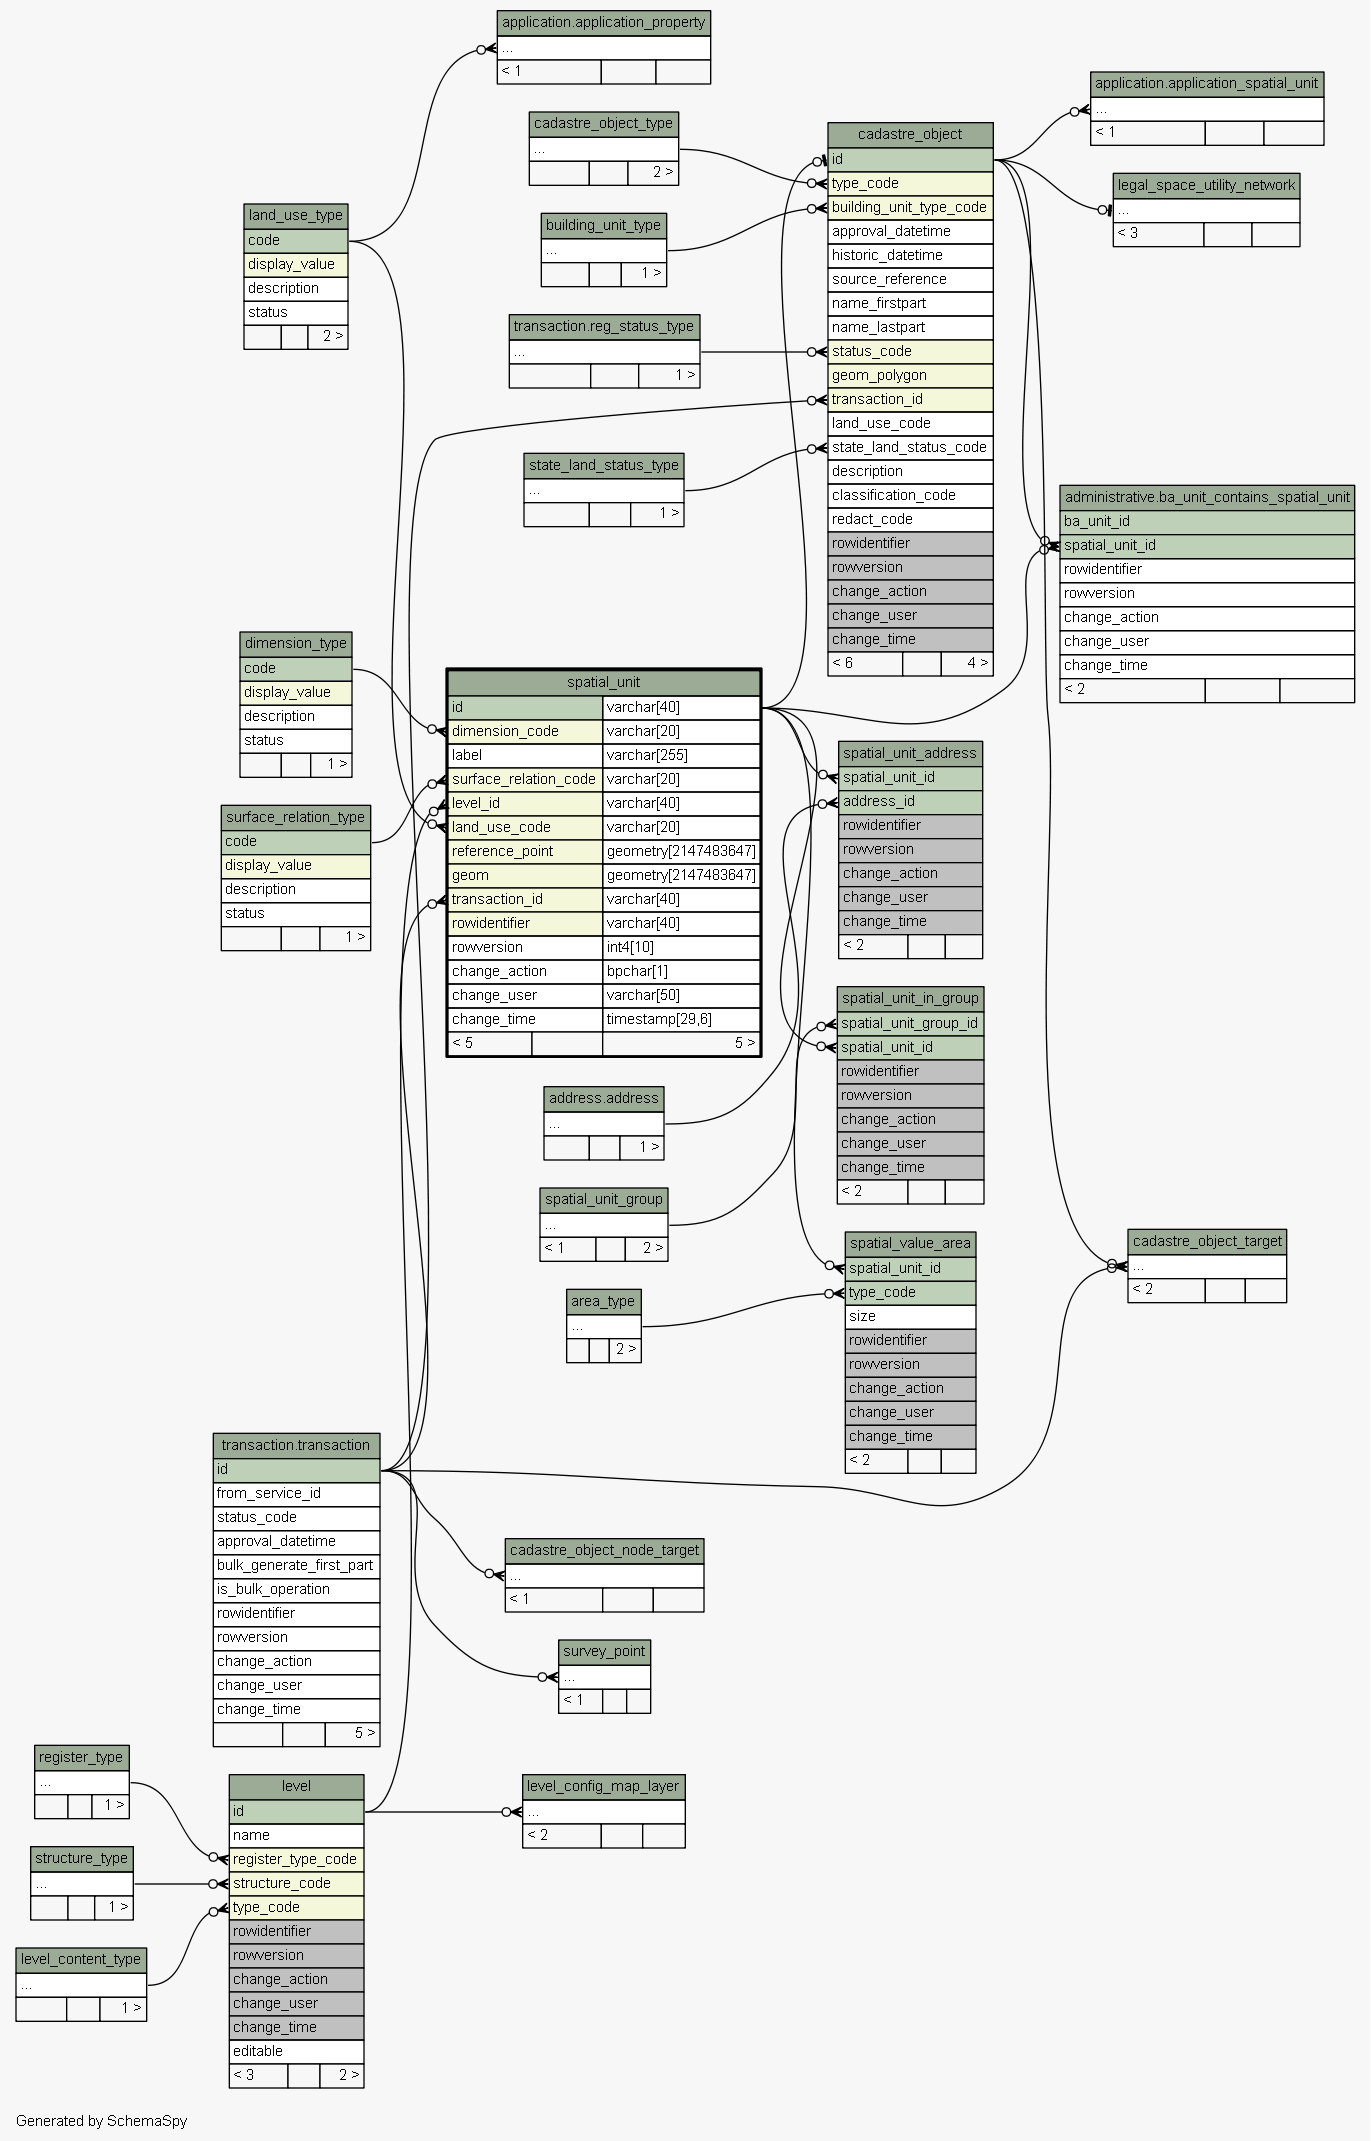 application.application_property
...
< 1
application.application_spatial_unit
...
< 1
cadastre_object_type
...
2 >
cadastre_object
id
type_code
building_unit_type_code
approval_datetime
historic_datetime
source_reference
name_firstpart
name_lastpart
status_code
geom_polygon
transaction_id
land_use_code
state_land_status_code
description
classification_code
redact_code
rowidentifier
rowversion
change_action
change_user
change_time
< 6 4 >
legal_space_utility_network
...
< 3
land_use_type
code
display_value
description
status
2 >
building_unit_type
...
1 >
transaction.reg_status_type
...
1 >
state_land_status_type
...
1 >
administrative.ba_unit_contains_spatial_unit
ba_unit_id
spatial_unit_id
rowidentifier
rowversion
change_action
change_user
change_time
< 2
dimension_type
code
display_value
description
status
1 >
spatial_unit
id varchar[40]
dimension_code varchar[20]
label varchar[255]
surface_relation_code varchar[20]
level_id varchar[40]
land_use_code varchar[20]
reference_point geometry[2147483647]
geom geometry[2147483647]
transaction_id varchar[40]
rowidentifier varchar[40]
rowversion int4[10]
change_action bpchar[1]
change_user varchar[50]
change_time timestamp[29,6]
< 5 5 >
surface_relation_type
code
display_value
description
status
1 >
spatial_unit_address
spatial_unit_id
address_id
rowidentifier
rowversion
change_action
change_user
change_time
< 2
spatial_unit_in_group
spatial_unit_group_id
spatial_unit_id
rowidentifier
rowversion
change_action
change_user
change_time
< 2
address.address
...
1 >
spatial_unit_group
...
< 1 2 >
spatial_value_area
spatial_unit_id
type_code
size
rowidentifier
rowversion
change_action
change_user
change_time
< 2
cadastre_object_target
...
< 2
area_type
...
2 >
transaction.transaction
id
from_service_id
status_code
approval_datetime
bulk_generate_first_part
is_bulk_operation
rowidentifier
rowversion
change_action
change_user
change_time
5 >
cadastre_object_node_target
...
< 1
survey_point
...
< 1
register_type
...
1 >
level
id
name
register_type_code
structure_code
type_code
rowidentifier
rowversion
change_action
change_user
change_time
editable
< 3 2 >
level_config_map_layer
...
< 2
structure_type
...
1 >
level_content_type
...
1 >
Generated by SchemaSpy